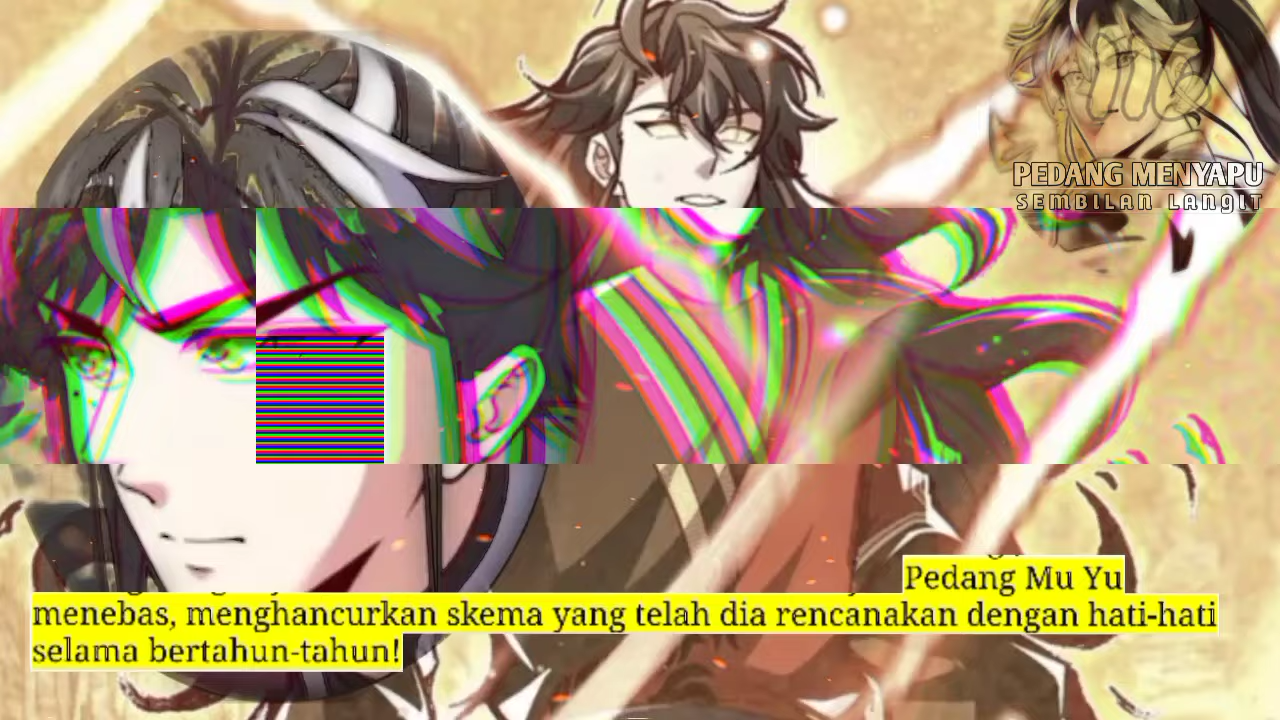 PEDANG MENYAPU
SEMBILAN LANGIT
Pedang Mu Yu
menebas, menghancurkan skema yang telah dia rencanakan dengan hati-hati
selama bertahun-tahun!